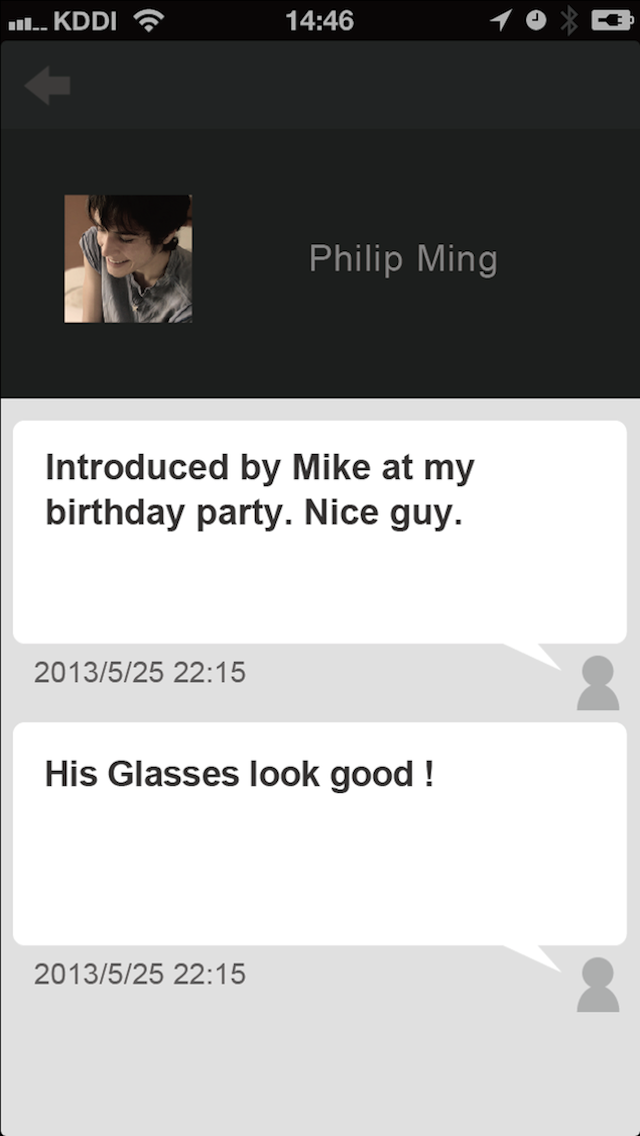 KDDI 14:46
Philip Ming
Introduced by Mike at my
birthday party. Nice guy.
2013/5/25 22:15
His Glasses look good !
2013/5/25 22:15